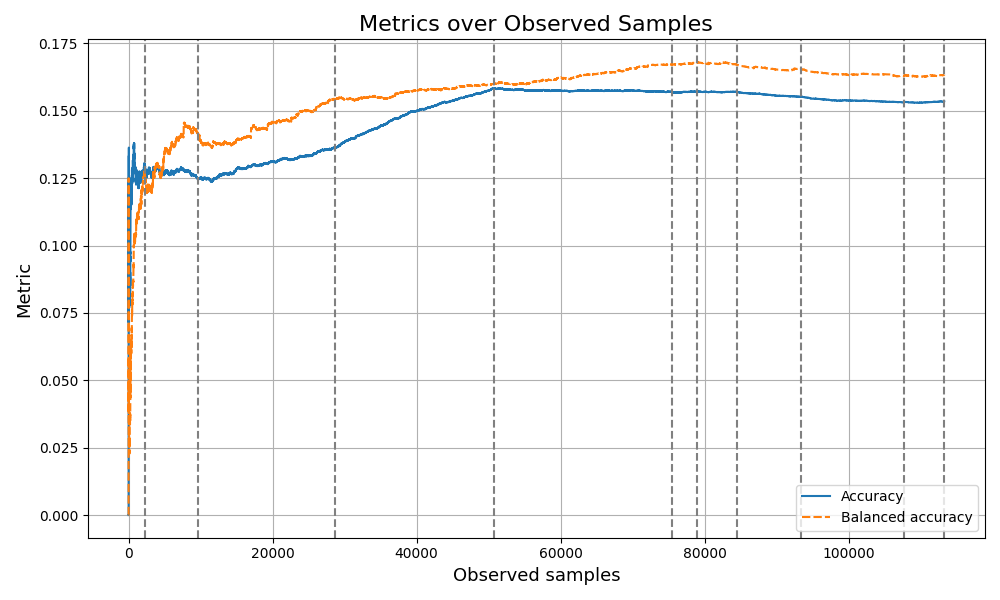 Metrics over Observed Samples
Metric
0.175
0.150
0.125
0.100
0.075
0.050
0.025
0.000
0
20000
40000
60000
80000
100000
Observed samples
Accuracy
Balanced accuracy